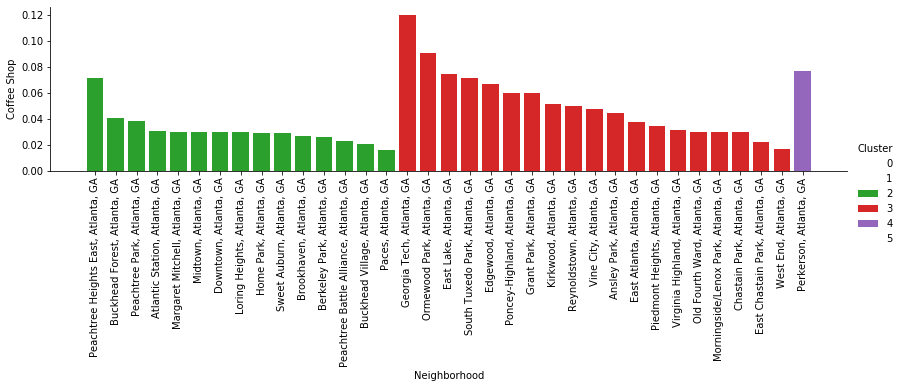 0.12
0.10
0.08
0.06
0.04
0.02
0.00
Coffee Shop
Peachtree Heights East, Atlanta, GA
Buckhead Forest, Atlanta, GA
Peachtree Park, Atlanta, GA
Atlantic Station, Atlanta, GA
Margaret Mitchell, Atlanta, GA
Midtown, Atlanta, GA
Downtown, Atlanta, GA
Loring Heights, Atlanta, GA
Home Park, Atlanta, GA
Sweet Auburn, Atlanta, GA
Brookhaven, Atlanta, GA
Berkeley Park, Atlanta, GA
Peachtree Battle Alliance, Atlanta, GA
Buckhead Village, Atlanta, GA
Paces, Atlanta, GA
Georgia Tech, Atlanta, GA
Ormewood Park, Atlanta, GA
East Lake, Atlanta, GA
South Tuxedo Park, Atlanta, GA
Edgewood, Atlanta, GA
Poncey-Highland, Atlanta, GA
Grant Park, Atlanta, GA
Kirkwood, Atlanta, GA
Reynoldstown, Atlanta, GA
Vine City, Atlanta, GA
Ansley Park, Atlanta, GA
East Atlanta, Atlanta, GA
Piedmont Heights, Atlanta, GA
Virginia Highland, Atlanta, GA
Old Fourth Ward, Atlanta, GA
Morningside/Lenox Park, Atlanta, GA
Chastain Park, Atlanta, GA
East Chastain Park, Atlanta, GA
West End, Atlanta, GA
Perkerson, Atlanta, GA
Neighborhood
Cluster
0
1
2
3
4
5